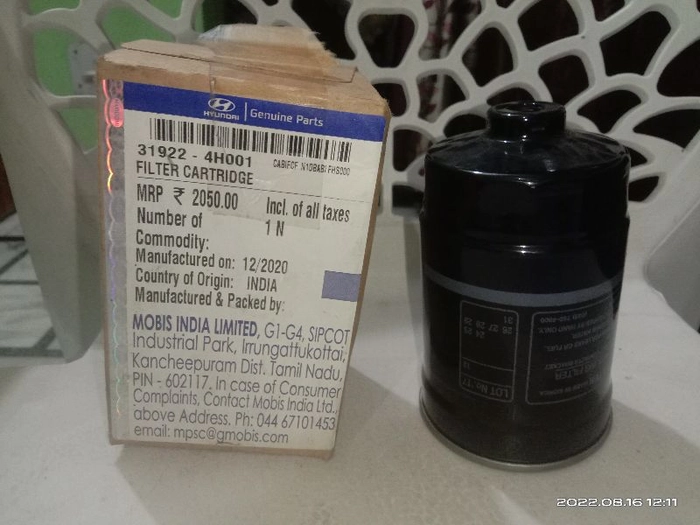 HYUNDAI | Genuine Parts
31922 - 4H001
FILTER CARTRIDGE
MRP ₹ 2050.00 Incl. of all taxes
Number of 1 N
Commodity:
Manufactured on: 12/2020
Country of Origin: INDIA
Manufactured & Packed by:
MOBIS INDIA LIMITED, G1-G4, SIPCOT
Industrial Park, Irrungattukottai,
Kancheepuram Dist. Tamil Nadu,
PIN - 602117. In case of Consumer
Complaints, Contact Mobis India Ltd.,
above Address. Ph: 044 67101453
email: mpsc@gmobis.com
LOT No.
2022.08.16 12:11